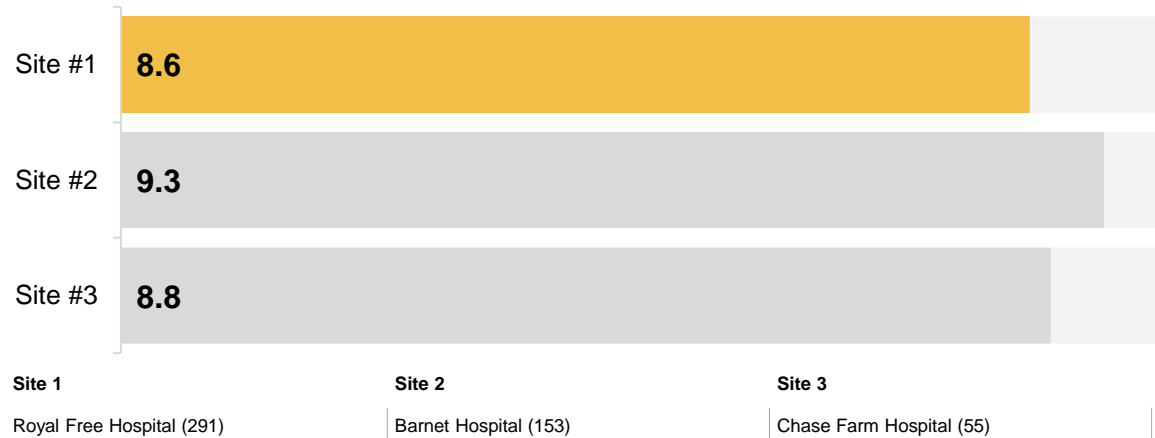 Site #1 8.6
Site #2 9.3
Site #3 8.8
Site 1 Site 2 Site 3
Royal Free Hospital (291) Barnet Hospital (153) Chase Farm Hospital (55)